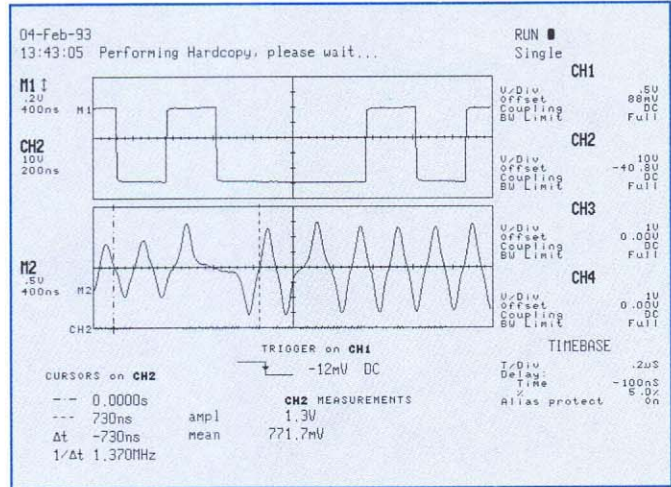 04-Feb-93
13:43:05 Performing Hardcopy, please wait...
RUN
Single
M1
.2V
400ns
CH2
10V
200ns
M2
.5V
400ns
M1
M2
CH2
CH1
V/Div .5V
Offset 88mV
Coupling DC
BW Limit Full
CH2
V/Div 10V
Offset -40.8V
Coupling DC
BW Limit Full
CH3
V/Div 1V
Offset 0.00V
Coupling DC
BW Limit Full
CH4
V/Div 1V
Offset 0.00V
Coupling DC
BW Limit Full
TRIGGER on CH1
-12mV DC
TIMEBASE
T/Div .2µS
Delay:
Time -100nS
% 5.0%
Alias protect On
CURSORS on CH2
0.0000s
730ns
Δt -730ns
1/Δt 1.370MHz
CH2 MEASUREMENTS
ampl 1.3V
mean 771.7mV